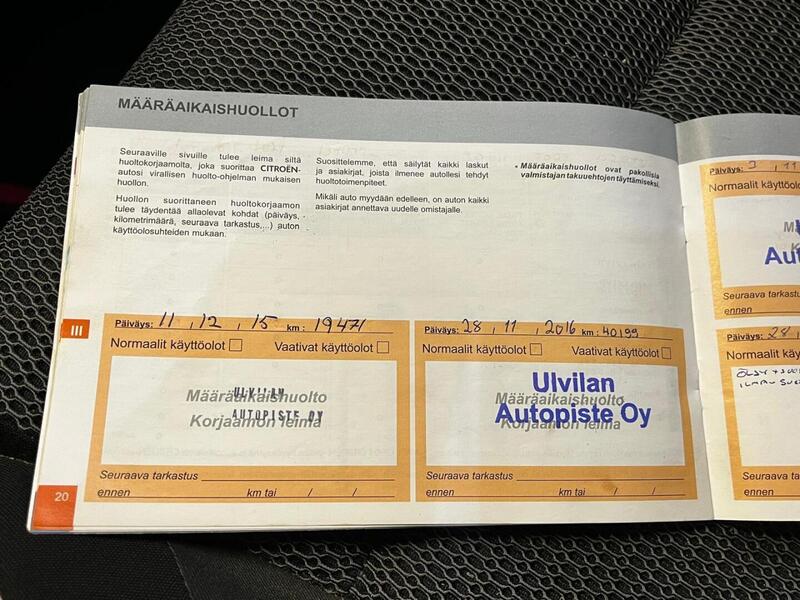 MÄÄRÄAIKAISHUOLLOT
Seuraaville sivuille tulee leima siltä
huoltokorjaamolta, joka suorittaa CITROËN-
autosi virallisen huolto-ohjelman mukaisen
huollon.
Huollon suorittaneen huoltokorjaamon
tulee täydentää allaolevat kohdat (päiväys,
kilometrimäärä, seuraava tarkastus,...) auton
käyttöolosuhteiden mukaan.
Suosittelemme, että säilytät kaikki laskut
ja asiakirjat, joista ilmenee autollesi tehdyt
huoltotoimenpiteet.
Mikäli auto myydään edelleen, on auton kaikki
asiakirjat annettava uudelle omistajalle.
• Määräaikaishuollot ovat pakollisia
valmistajan takuuehtojen täyttämiseksi.
III
Päiväys: 11, 12, 15 km: 19471
Normaalit käyttöolot Vaativat käyttöolot
Määräaikaishuolto
Korjaamon leima
ULVILAN
AUTOPISTE OY
Seuraava tarkastus
ennen km tai / /
Päiväys: 28, 11, 2016 km: 40199
Normaalit käyttöolot Vaativat käyttöolot
Määräaikaishuolto
Korjaamon leima
Ulvilan
Autopiste Oy
Seuraava tarkastus
ennen km tai / /
20
Päiväys: 3, 11
Normaalit käyttöolo
Aut
Seuraava tarkast
ennen
Päiväys: 28,
Normaalit käyttöo